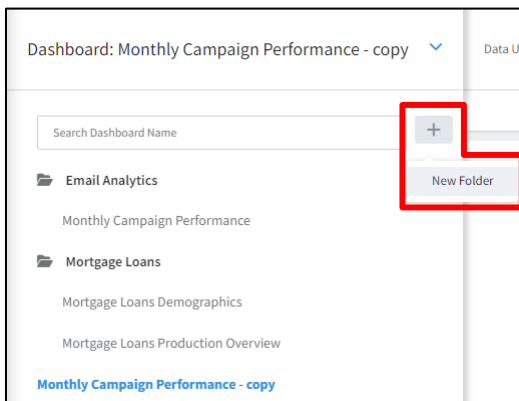 Dashboard: Monthly Campaign Performance - copy
Data U
Search Dashboard Name
+
New Folder
Email Analytics
Monthly Campaign Performance
Mortgage Loans
Mortgage Loans Demographics
Mortgage Loans Production Overview
Monthly Campaign Performance - copy